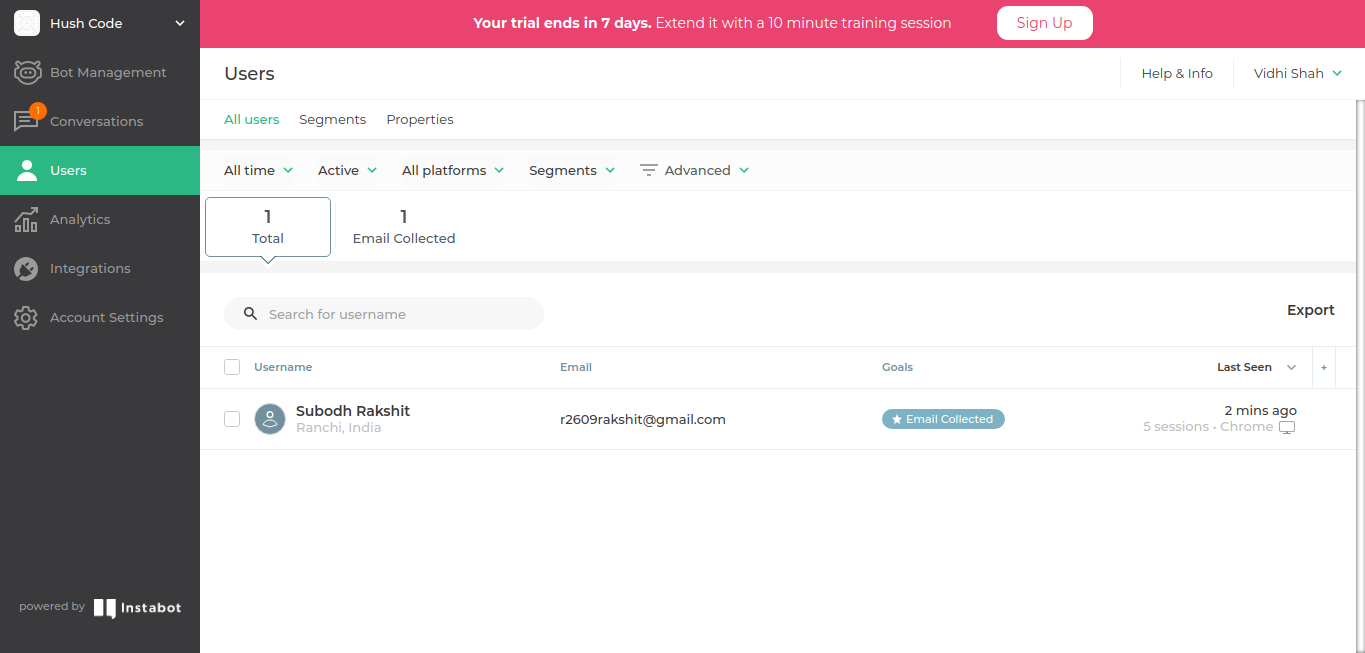 Hush Code
Your trial ends in 7 days. Extend it with a 10 minute training session
Sign Up
Bot Management
1
Conversations
Users
Analytics
Integrations
Account Settings
powered by Instabot
Users
Help & Info
Vidhi Shah
All users Segments Properties
All time Active All platforms Segments Advanced
1
Total
1
Email Collected
Search for username
Export
Username Email Goals Last Seen +
Subodh Rakshit
Ranchi, India
r2609rakshit@gmail.com
Email Collected
2 mins ago
5 sessions • Chrome